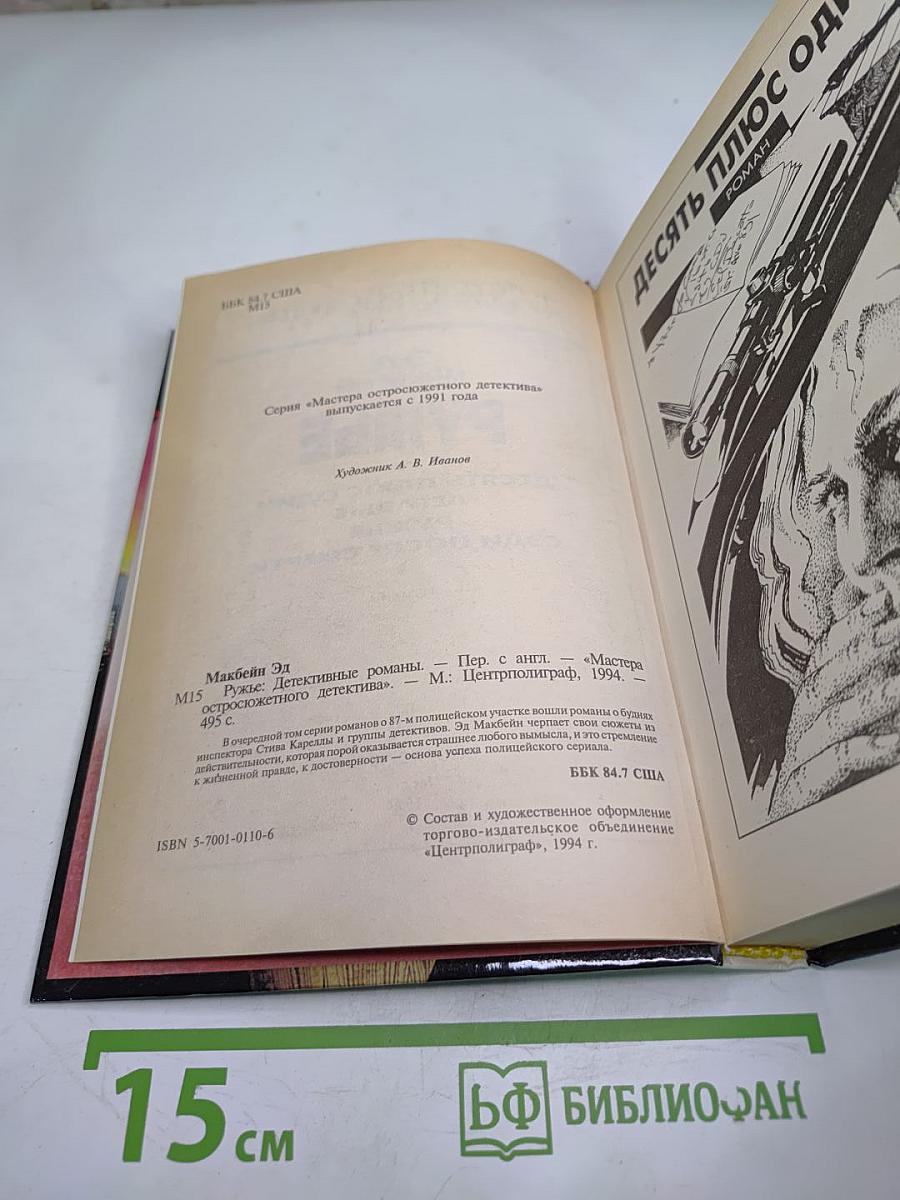 ББК 84.7 США
М15
Серия «Мастера остросюжетного детектива»
выпускается с 1991 года
Художник А. В. Иванов
Макбейн Эд
М15 Ружье: Детективные романы. — Пер. с англ. — «Мастера
остросюжетного детектива». — М.: Центрполиграф, 1994. —
495 с.
В очередной том серии романов о 87-м полицейском участке вошли романы о буднях
инспектора Стива Кареллы и группы детективов. Эд Макбейн черпает свои сюжеты из
действительности, которая порой оказывается страшнее любого вымысла, и это стремление
к жизненной правде, к достоверности — основа успеха полицейского сериала.
ББК 84.7 США
ISBN 5-7001-0110-6
© Состав и художественное оформление
торгово-издательское объединение
«Центрполиграф», 1994 г.
ДЕСЯТЬ ПЛЮС ОДИ
РОМАН
15 см
БФ БИБЛИОФАН